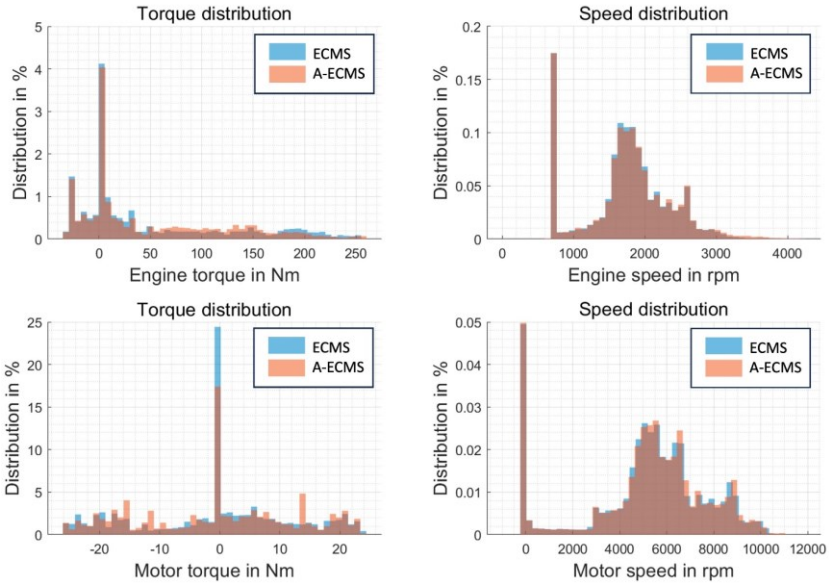 Torque distribution
5
4
3
2
1
0
Distribution in %
ECMS
A-ECMS
0 50 100 150 200 250
Engine torque in Nm
Speed distribution
0.2
0.15
0.1
0.05
0
Distribution in %
ECMS
A-ECMS
0 1000 2000 3000 4000
Engine speed in rpm
Torque distribution
25
20
15
10
5
0
Distribution in %
ECMS
A-ECMS
-20 -10 0 10 20
Motor torque in Nm
Speed distribution
0.05
0.04
0.03
0.02
0.01
0
Distribution in %
ECMS
A-ECMS
0 2000 4000 6000 8000 10000 12000
Motor speed in rpm